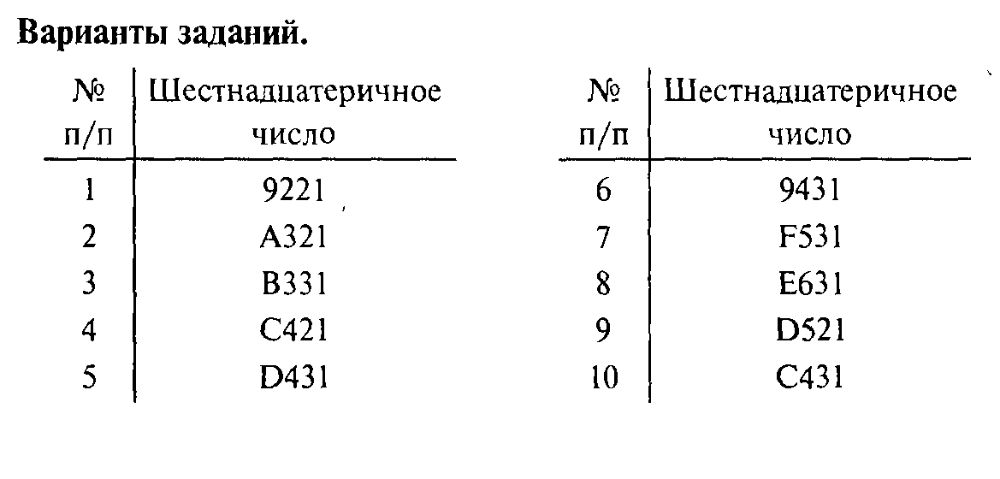 Варианты заданий.
№ Шестнадцатеричное
п/п число
1 9221
2 A321
3 B331
4 C421
5 D431
№ Шестнадцатеричное
п/п число
6 9431
7 F531
8 E631
9 D521
10 C431